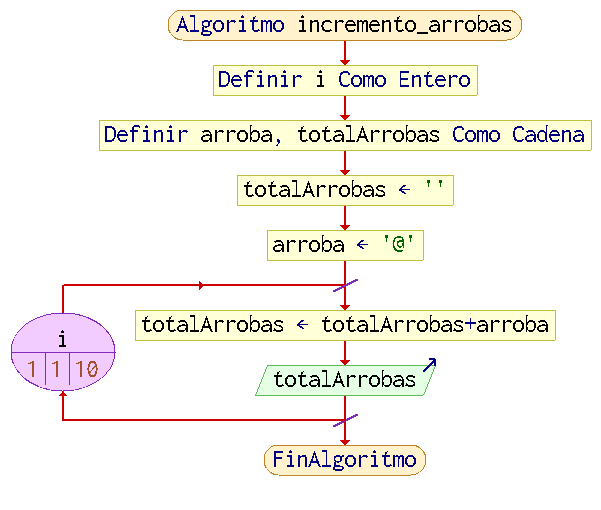 Algoritmo incremento_arrobas
Definir i Como Entero
Definir arroba, totalArrobas Como Cadena
totalArrobas ← ''
arroba ← '@'
totalArrobas ← totalArrobas+arroba
i
1 1 10
totalArrobas
FinAlgoritmo